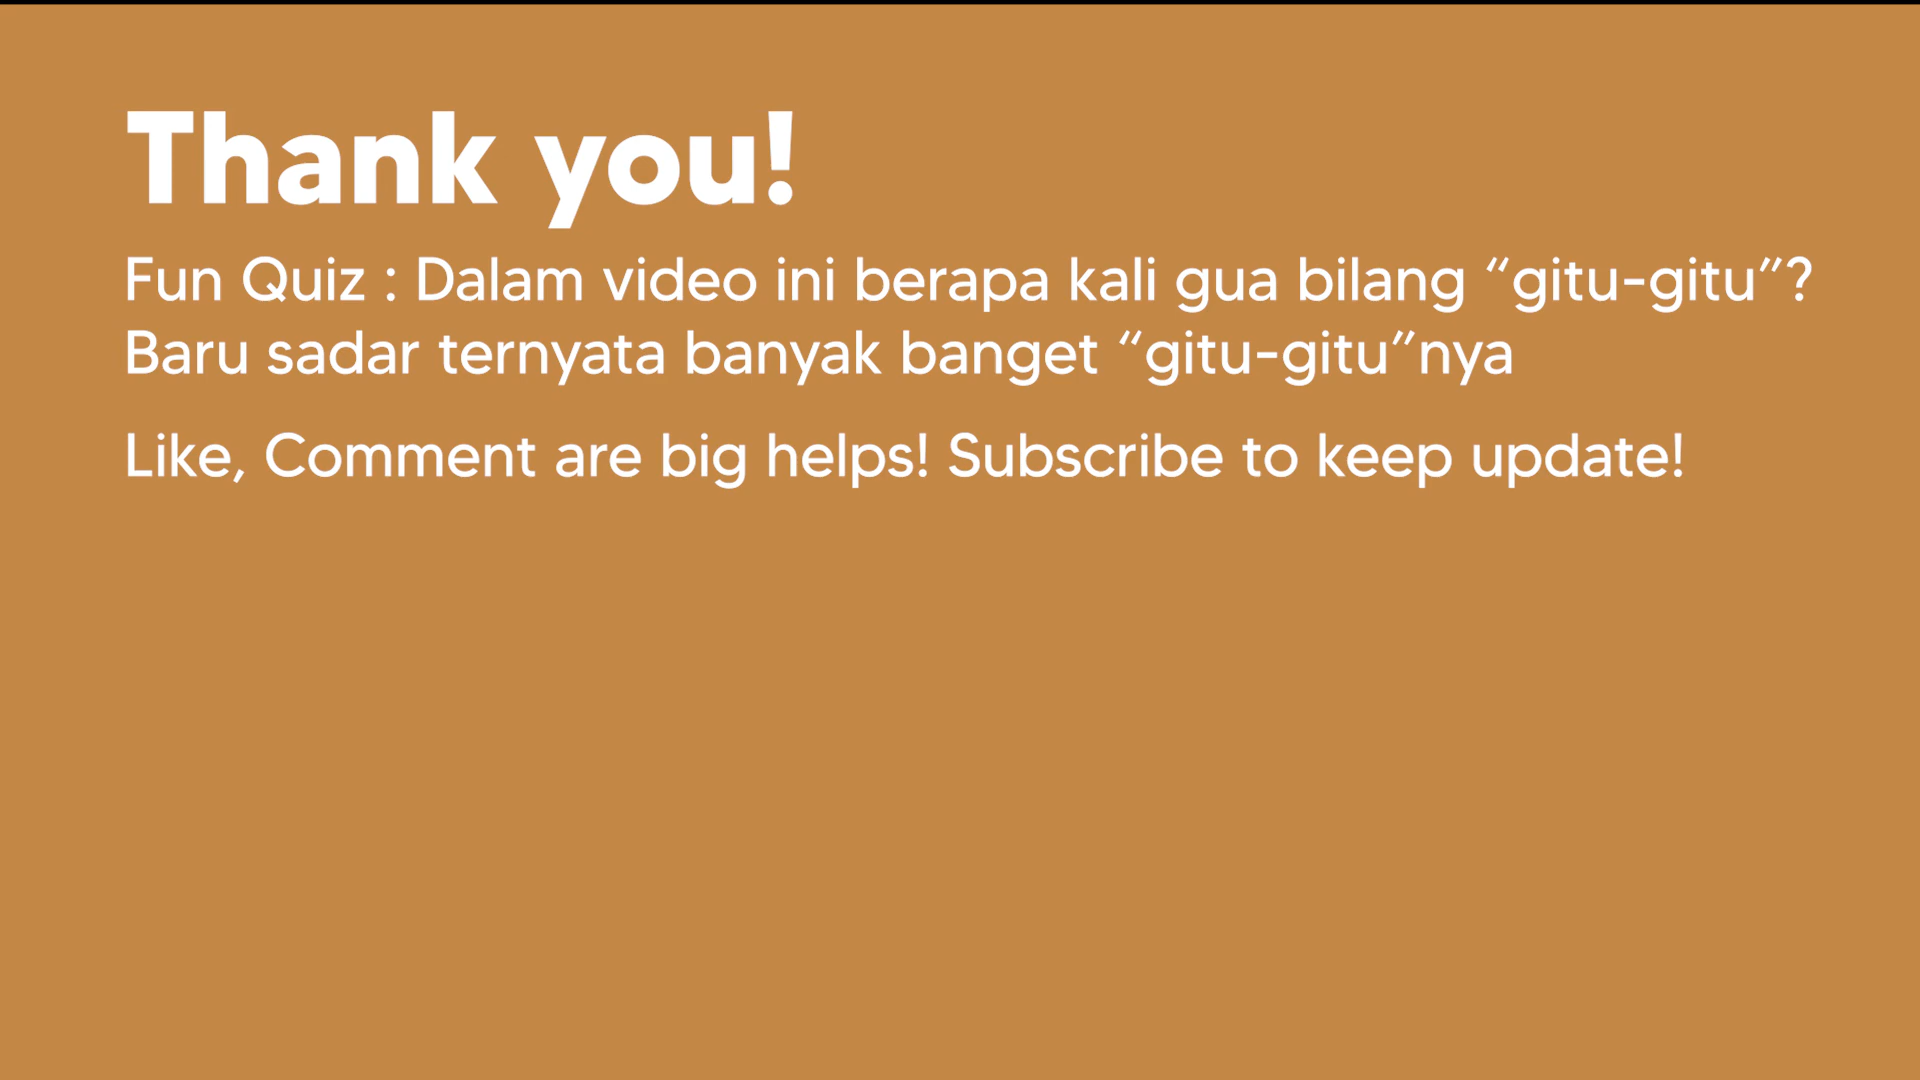 Thank you!
Fun Quiz : Dalam video ini berapa kali gua bilang “gitu-gitu”?
Baru sadar ternyata banyak banget “gitu-gitu”nya
Like, Comment are big helps! Subscribe to keep update!